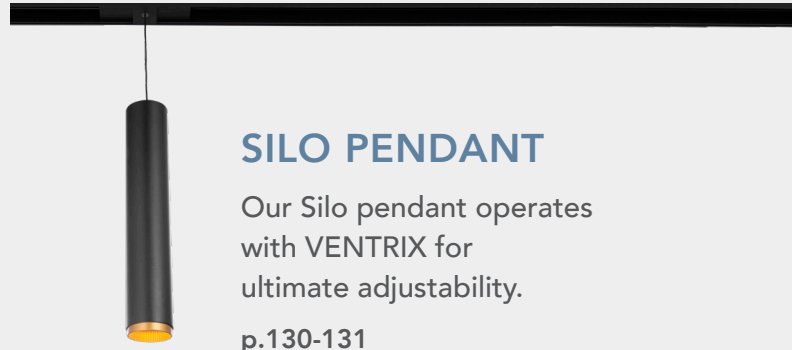 SILO PENDANT
Our Silo pendant operates
with VENTRIX for
ultimate adjustability.
p.130-131